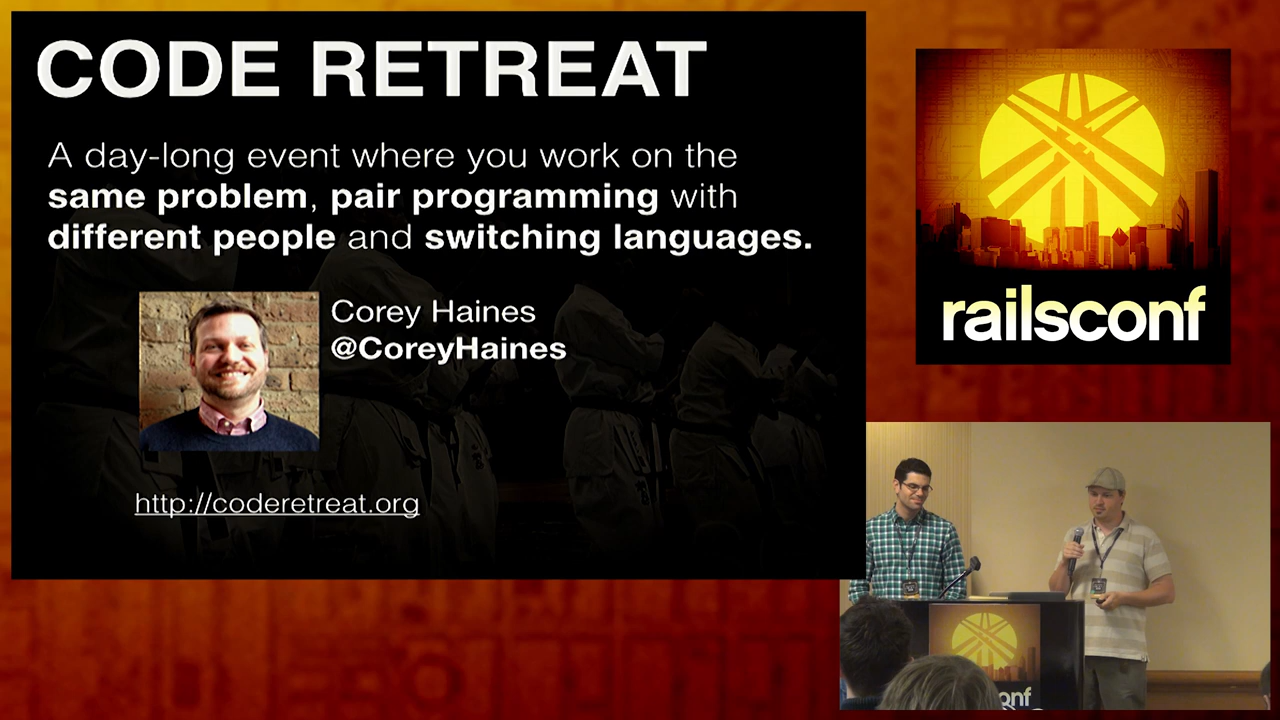 CODE RETREAT
A day-long event where you work on the
same problem, pair programming with
different people and switching languages.
Corey Haines
@CoreyHaines
http://coderetreat.org
railsconf
onf